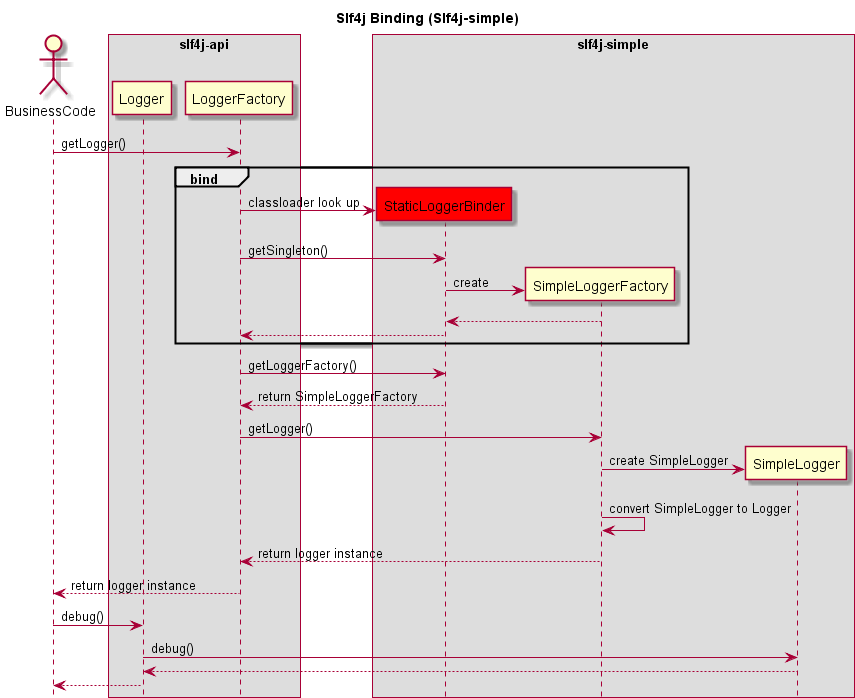 Slf4j Binding (Slf4j-simple)
slf4j-api
slf4j-simple
BusinessCode
Logger
LoggerFactory
getLogger()
bind
classloader look up
StaticLoggerBinder
getSingleton()
create
SimpleLoggerFactory
getLoggerFactory()
return SimpleLoggerFactory
getLogger()
create SimpleLogger
SimpleLogger
convert SimpleLogger to Logger
return logger instance
return logger instance
debug()
debug()